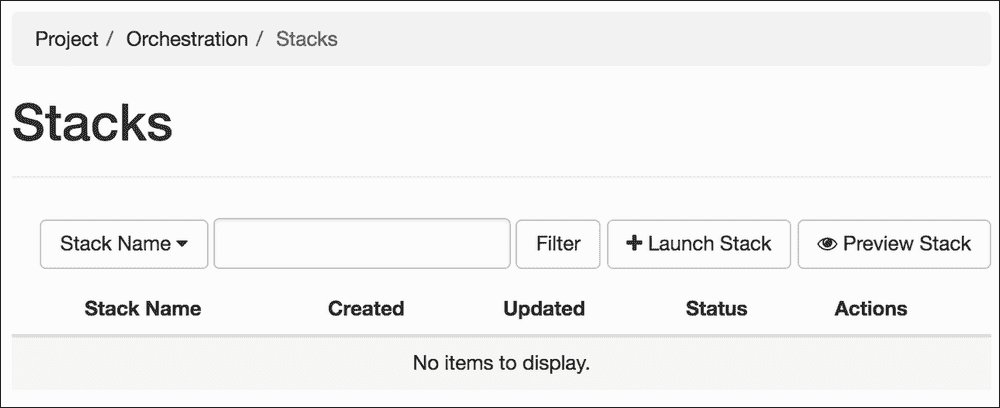 Project / Orchestration / Stacks
Stacks
Stack Name Filter Launch Stack Preview Stack
Stack Name Created Updated Status Actions
No items to display.